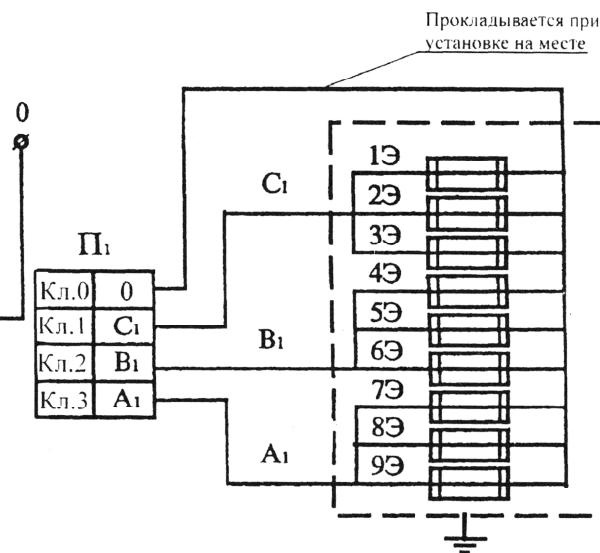 Прокладывается при
установке на месте
0
1Э
C1
2Э
3Э
П1
4Э
Кл.0 0
5Э
Кл.1 C1
B1
6Э
Кл.2 B1
7Э
Кл.3 A1
8Э
A1
9Э